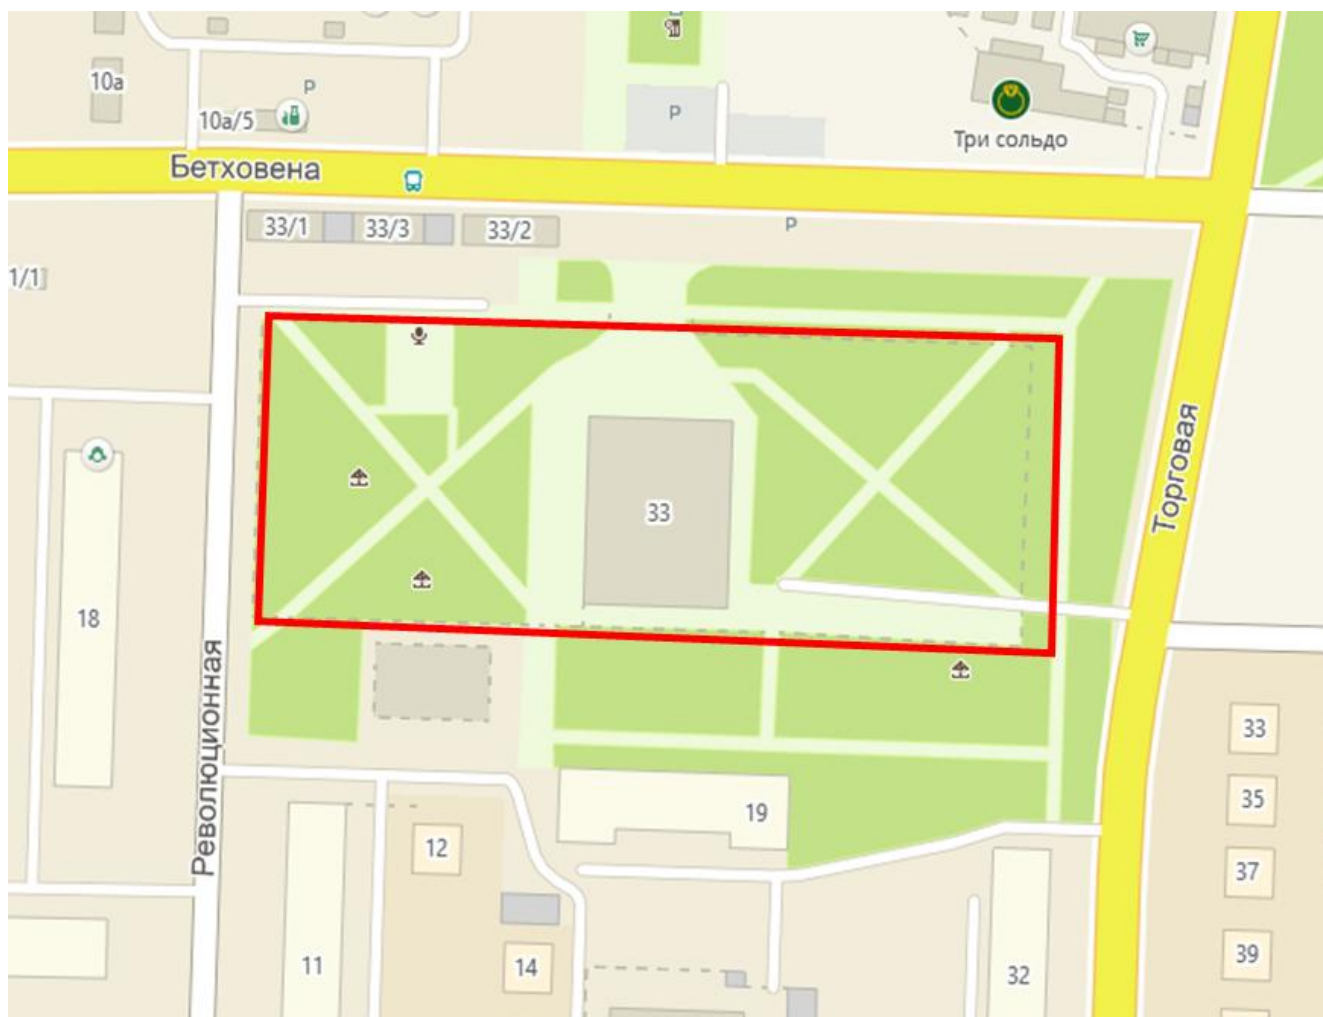 10а
P
10а/5
P
Три сольдо
Бетховена
33/1
33/3
33/2
P
1/1
33
18
Торговая
Революционная
19
12
11
14
32
33
35
37
39